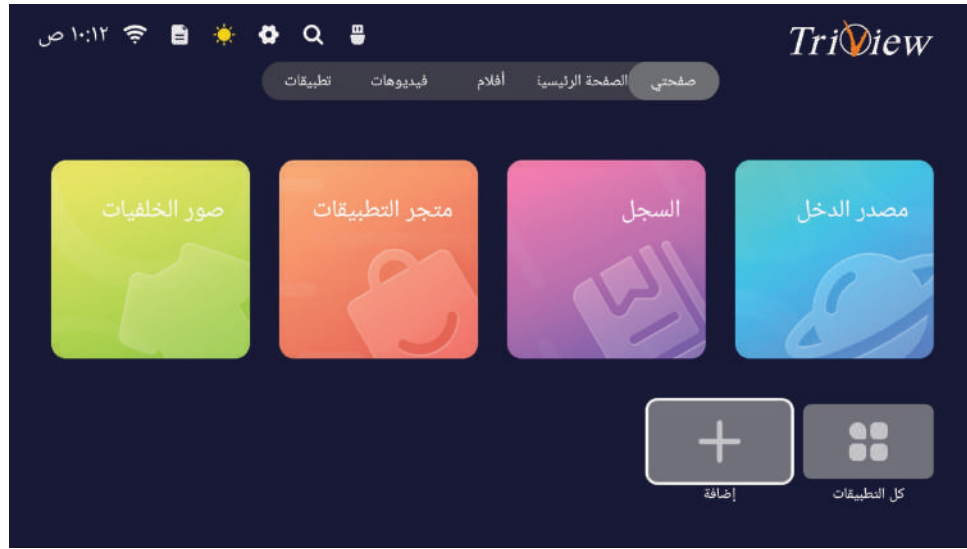 TriView
١٠:١٢ ص
صفحتي الصفحة الرئيسية أفلام فيديوهات تطبيقات
مصدر الدخل
السجل
متجر التطبيقات
صور الخلفيات
كل التطبيقات
إضافة